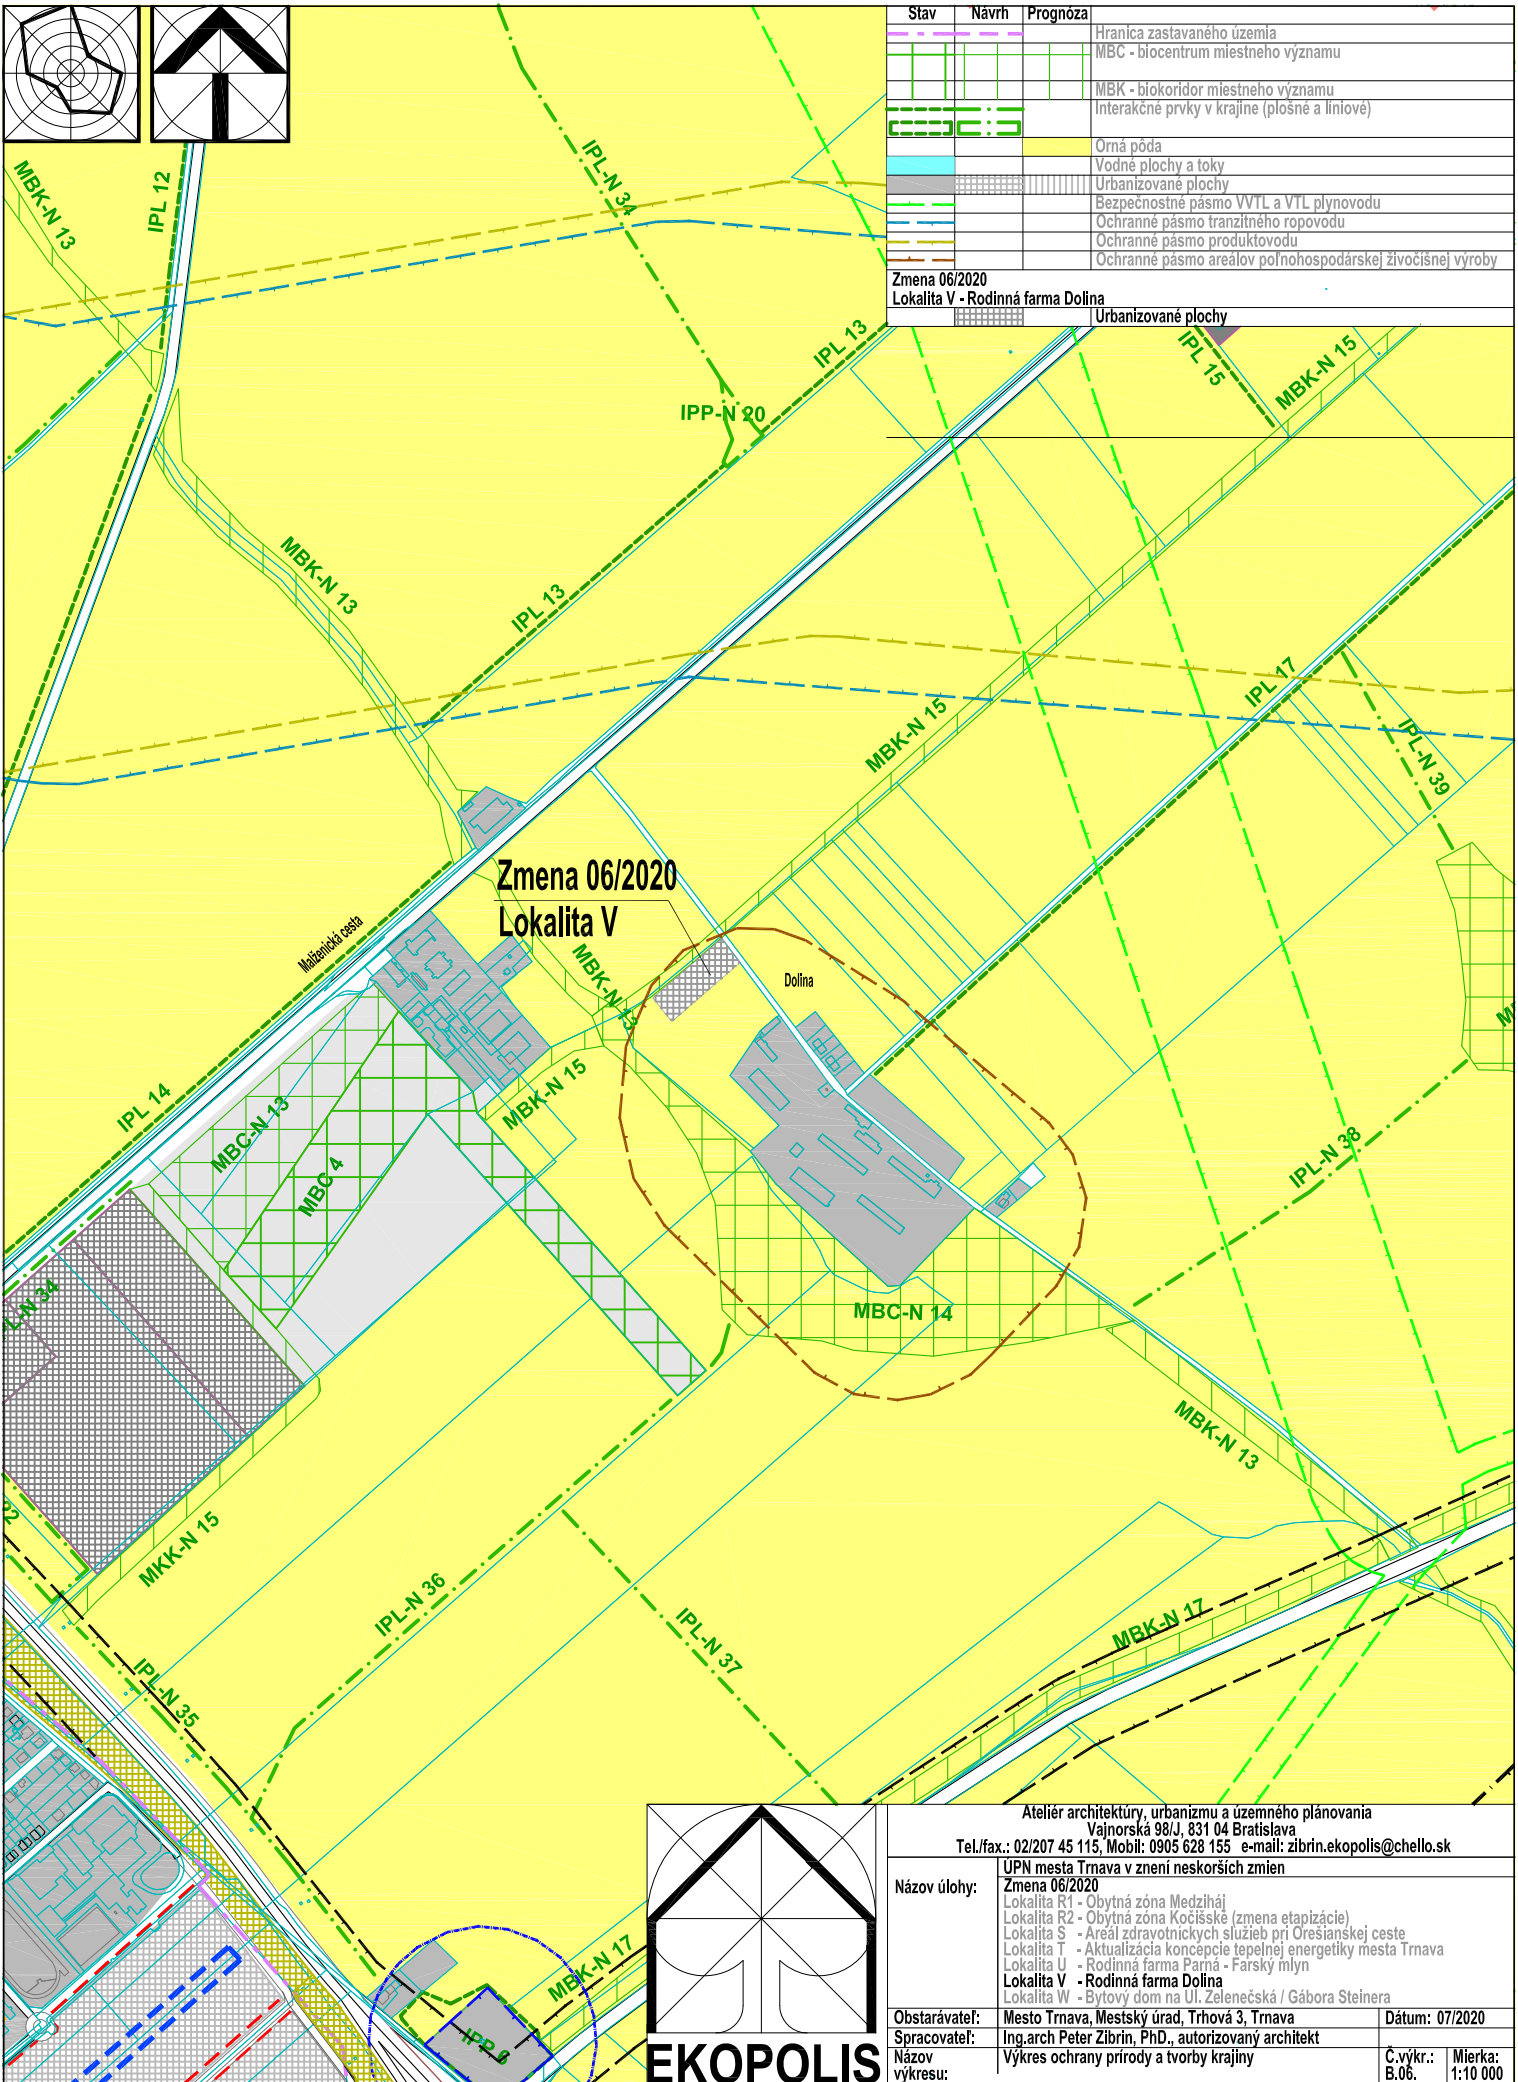 Stav Návrh Prognóza
Hranica zastavaného územia
MBC - biocentrum miestneho významu
MBK - biokoridor miestneho významu
Interakčné prvky v krajine (plošné a líniové)
Orná pôda
Vodné plochy a toky
Urbanizované plochy
Bezpečnostné pásmo VVTL a VTL plynovodu
Ochranné pásmo tranzitného ropovodu
Ochranné pásmo produktovodu
Ochranné pásmo areálov poľnohospodárskej živočíšnej výroby
Zmena 06/2020
Lokalita V - Rodinná farma Dolina
Urbanizované plochy
MBK-N 13
IPL 12
IPL-N 34
IPL 13
IPP-N 20
IPL 15
MBK-N 15
MBK-N 13
IPL 13
IPL 17
MBK-N 15
IPL-N 39
Zmena 06/2020
Lokalita V
Malženická cesta
MBK-N 13
Dolina
IPL 14
MBC-N 13
MBC 4
MBK-N 15
IPL-N 38
L-N 34
MBC-N 14
MBK-N 13
22
MKK-N 15
IPL-N 36
IPL-N 37
MBK-N 17
IPL-N 35
MBK-N 17
IPP 6
EKOPOLIS
Ateliér architektúry, urbanizmu a územného plánovania
Vajnorská 98/J, 831 04 Bratislava
Tel./fax.: 02/207 45 115, Mobil: 0905 628 155 e-mail: zibrin.ekopolis@chello.sk
Názov úlohy:
ÚPN mesta Trnava v znení neskorších zmien
Zmena 06/2020
Lokalita R1 - Obytná zóna Medziháj
Lokalita R2 - Obytná zóna Kočišské (zmena etapizácie)
Lokalita S - Areál zdravotníckych služieb pri Orešianskej ceste
Lokalita T - Aktualizácia koncepcie tepelnej energetiky mesta Trnava
Lokalita U - Rodinná farma Parná - Farský mlyn
Lokalita V - Rodinná farma Dolina
Lokalita W - Bytový dom na Ul. Zelenečská / Gábora Steinera
Obstarávateľ: Mesto Trnava, Mestský úrad, Trhová 3, Trnava Dátum: 07/2020
Spracovateľ: Ing.arch Peter Zibrin, PhD., autorizovaný architekt
Názov výkresu: Výkres ochrany prírody a tvorby krajiny
Č.výkr.: B.06.
Mierka: 1:10 000